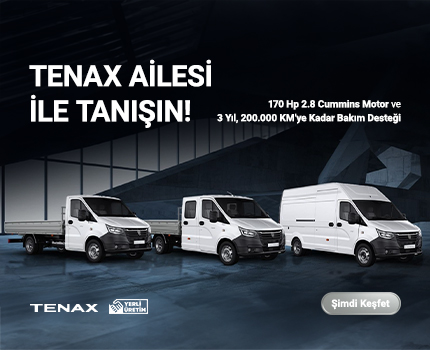 TENAX AİLESİ
İLE TANIŞIN!
170 Hp 2.8 Cummins Motor ve
3 Yıl, 200.000 KM'ye Kadar Bakım Desteği
TENAX
YERLİ
ÜRETİM
Şimdi Keşfet